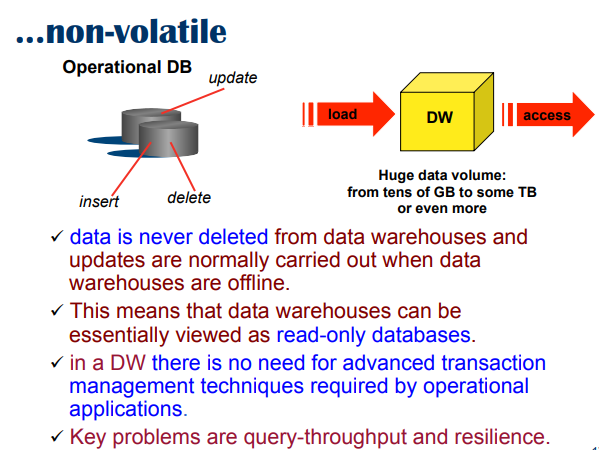 ...non-volatile
Operational DB
update
insert
delete
load
DW
access
Huge data volume:
from tens of GB to some TB
or even more
✓ data is never deleted from data warehouses and
updates are normally carried out when data
warehouses are offline.
✓ This means that data warehouses can be
essentially viewed as read-only databases.
✓ in a DW there is no need for advanced transaction
management techniques required by operational
applications.
✓ Key problems are query-throughput and resilience.